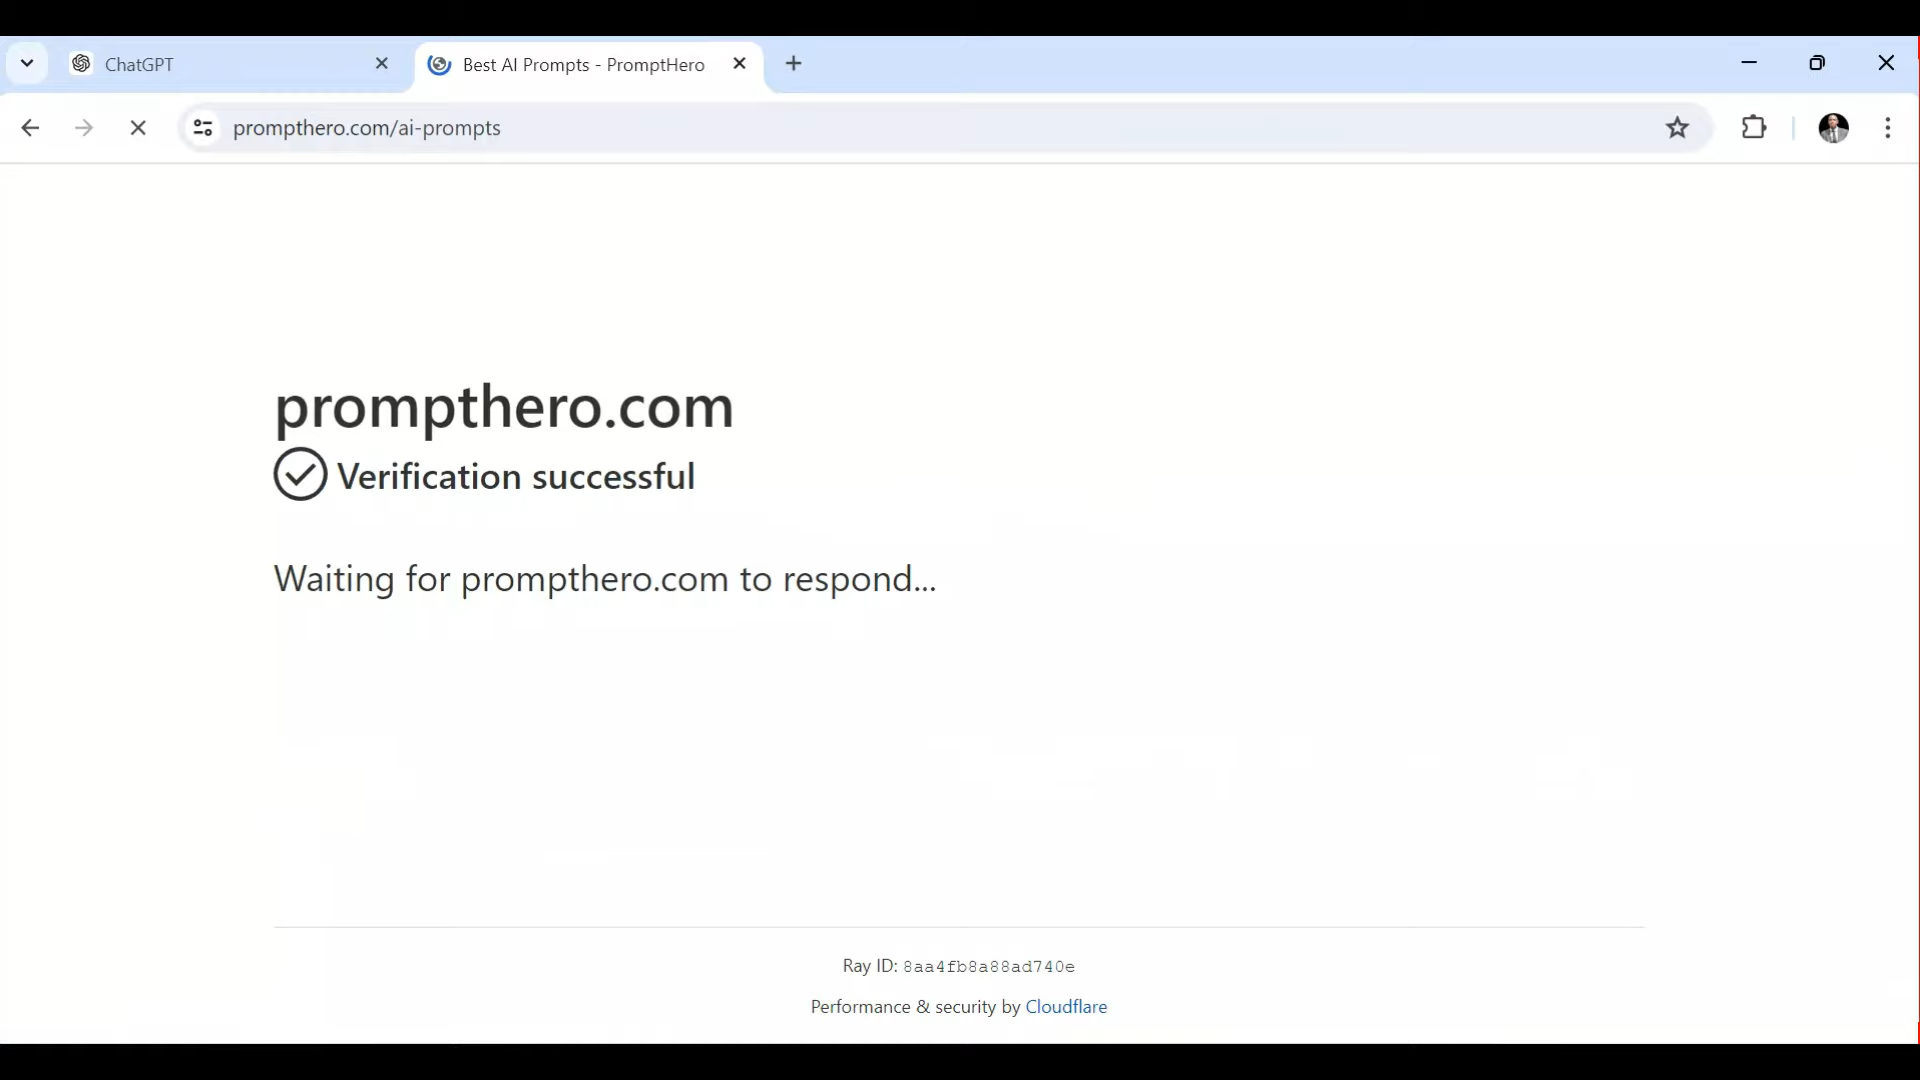 ChatGPT
Best AI Prompts - PromptHero
prompthero.com/ai-prompts
prompthero.com
Verification successful
Waiting for prompthero.com to respond...
Ray ID: 8aa4fb8a88ad740e
Performance & security by Cloudflare